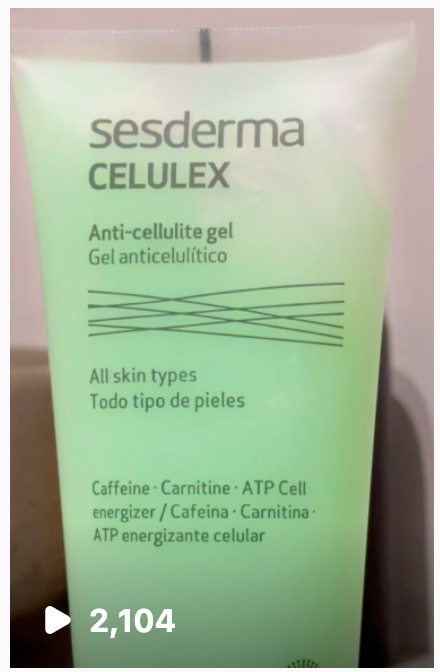 sesderma
CELULEX
Anti-cellulite gel
Gel anticelulítico
All skin types
Todo tipo de pieles
Caffeine · Carnitine · ATP Cell
energizer / Cafeina · Carnitina ·
ATP energizante celular
2,104